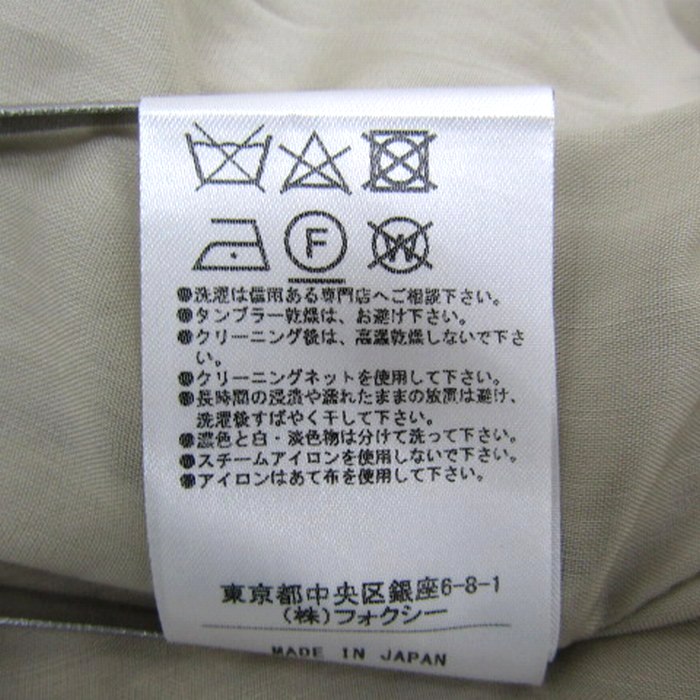 F
W
●洗濯は信用ある専門店へご相談下さい。
●タンブラー乾燥は、お避け下さい。
●クリーニング後は、高温乾燥しないで下さ
い。
●クリーニングネットを使用して下さい。
●長時間の浸漬や濡れたままの放置は避け、
洗濯後すばやく干して下さい。
●濃色と白・淡色物は分けて洗って下さい。
●スチームアイロンを使用しないで下さい。
●アイロンはあて布を使用して下さい。
東京都中央区銀座6-8-1
(株)フォクシー
MADE IN JAPAN